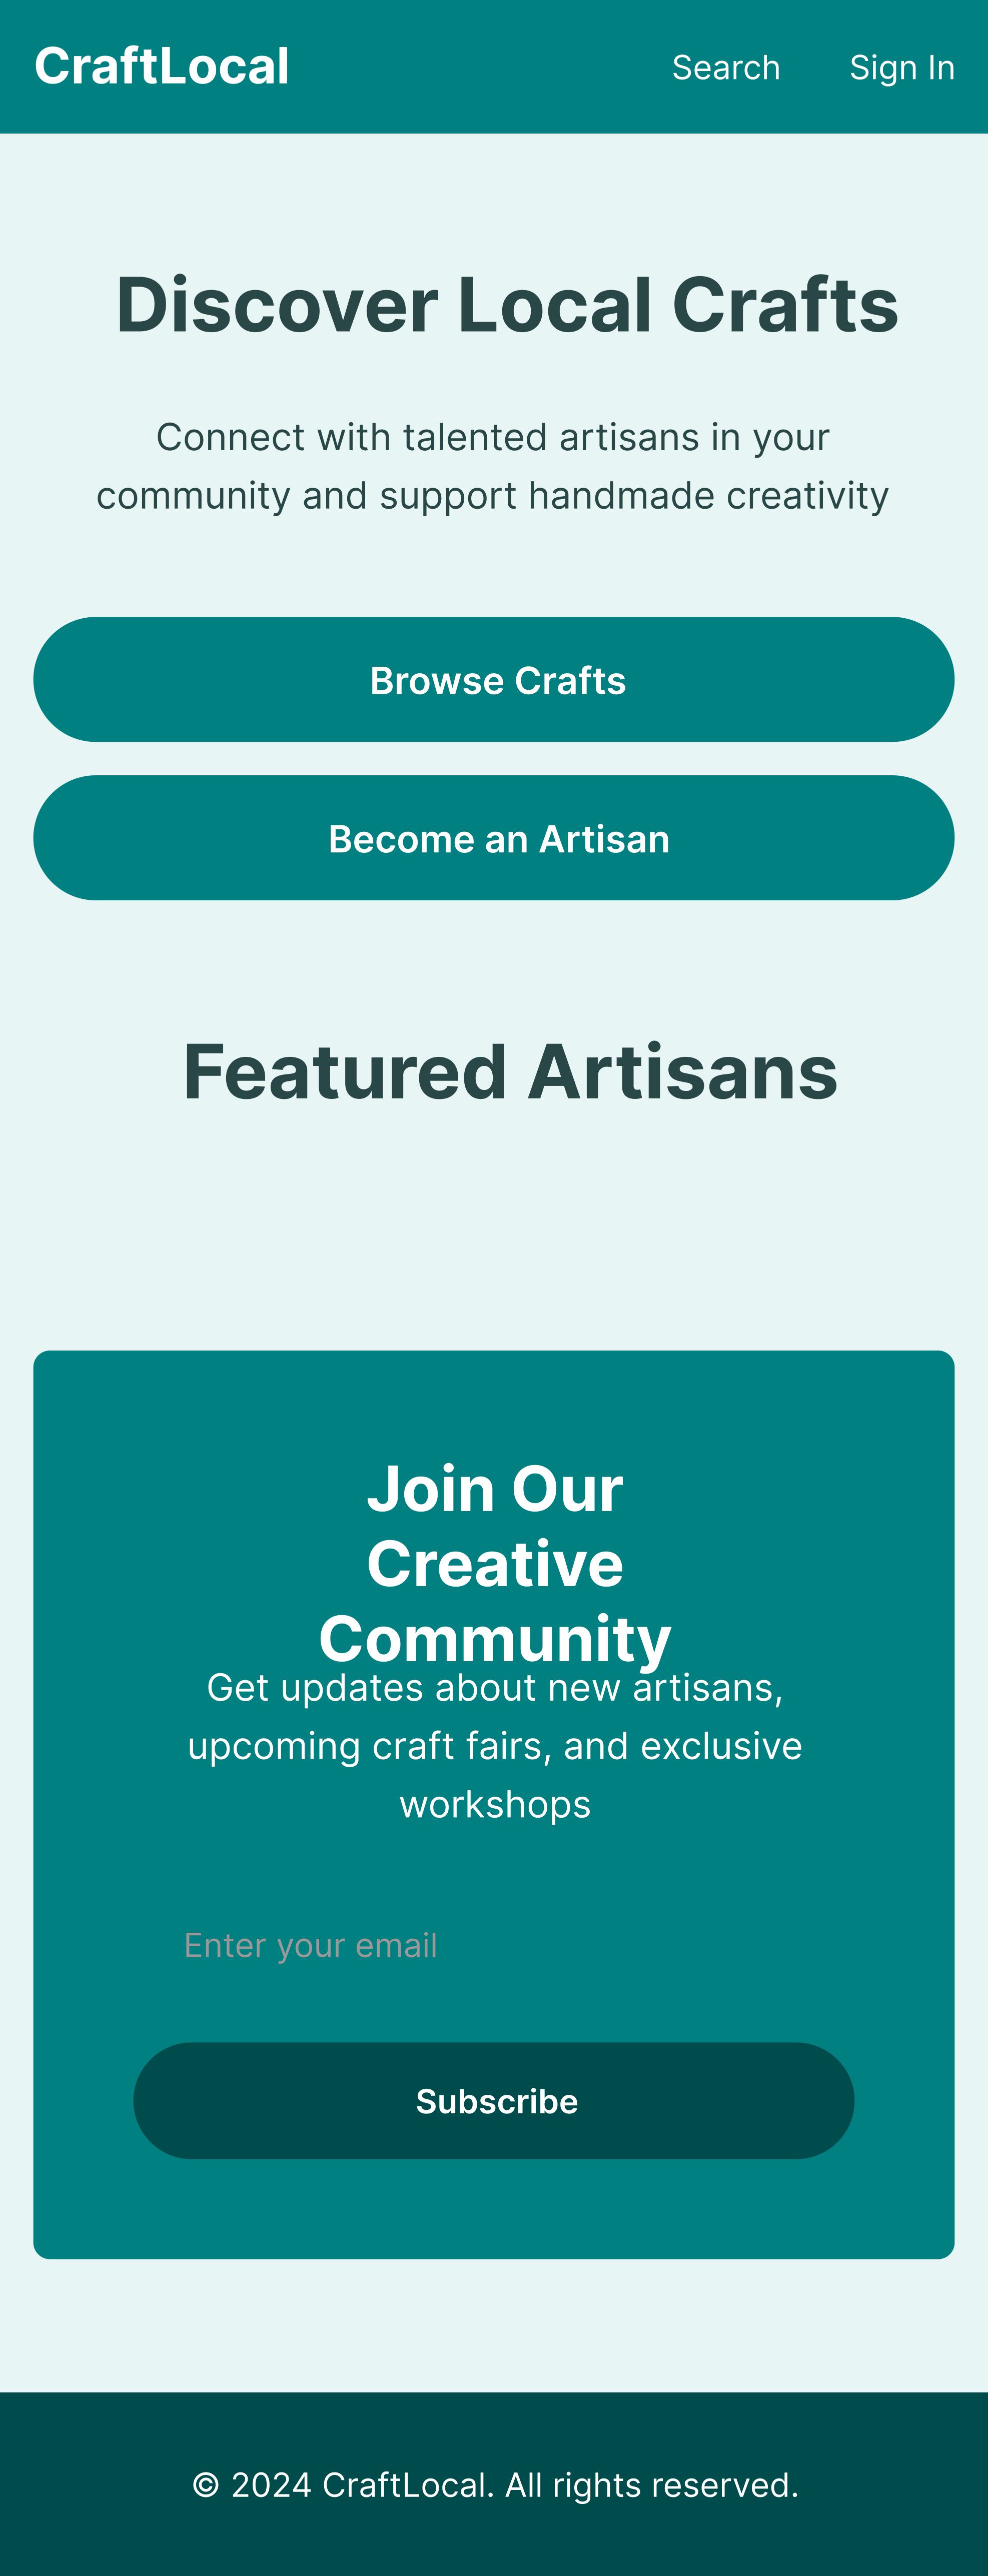 CraftLocal
Search
Sign In
Discover Local Crafts
Connect with talented artisans in your
community and support handmade creativity
Browse Crafts
Become an Artisan
Featured Artisans
Join Our
Creative
Community
Get updates about new artisans,
upcoming craft fairs, and exclusive
workshops
Enter your email
Subscribe
© 2024 CraftLocal. All rights reserved.